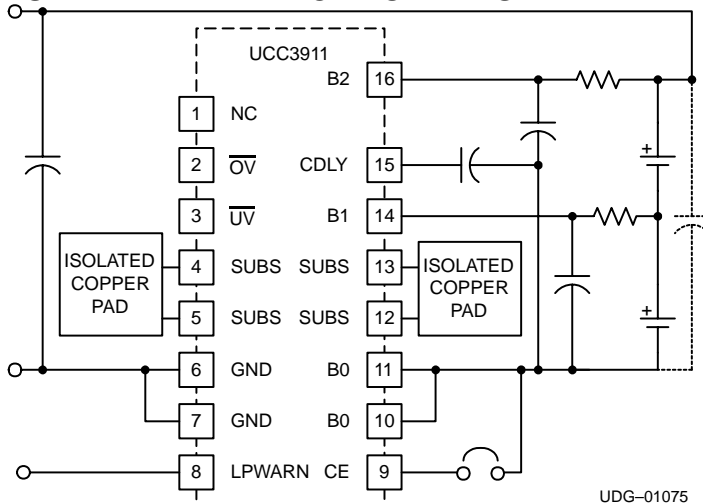 UCC3911
B2 16
1 NC
2 OV
CDLY 15
3 UV
B1 14
ISOLATED
COPPER
PAD
4 SUBS
SUBS 13
5 SUBS
SUBS 12
ISOLATED
COPPER
PAD
6 GND
B0 11
7 GND
B0 10
8 LPWARN
CE 9
+
+
UDG–01075